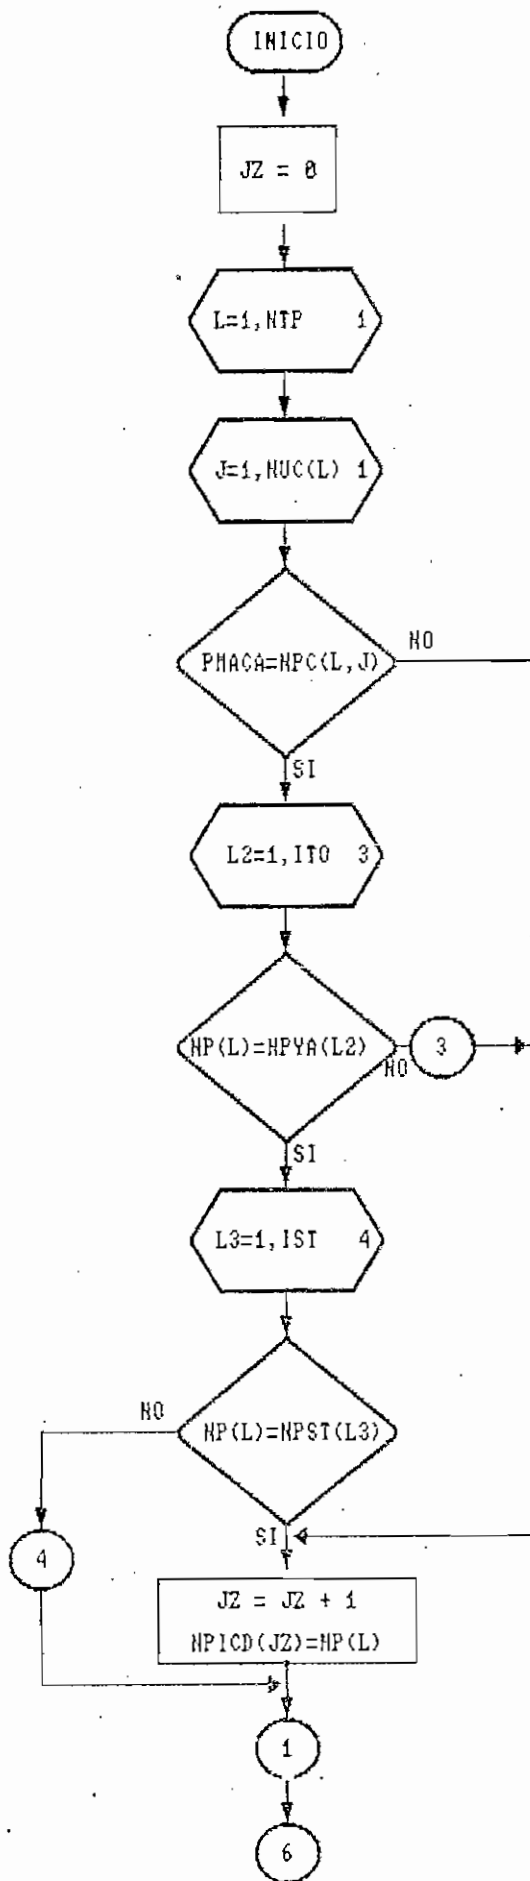 INICIO
JZ = 0
L=1,NTP 1
J=1,NUC(L) 1
PMACA=NPC(L,J)
NO
SI
L2=1,ITO 3
NP(L)=NPYA(L2)
NO
3
SI
L3=1,IST 4
NO
NP(L)=NPST(L3)
SI
4
JZ = JZ + 1
NPICD(JZ)=NP(L)
1
6